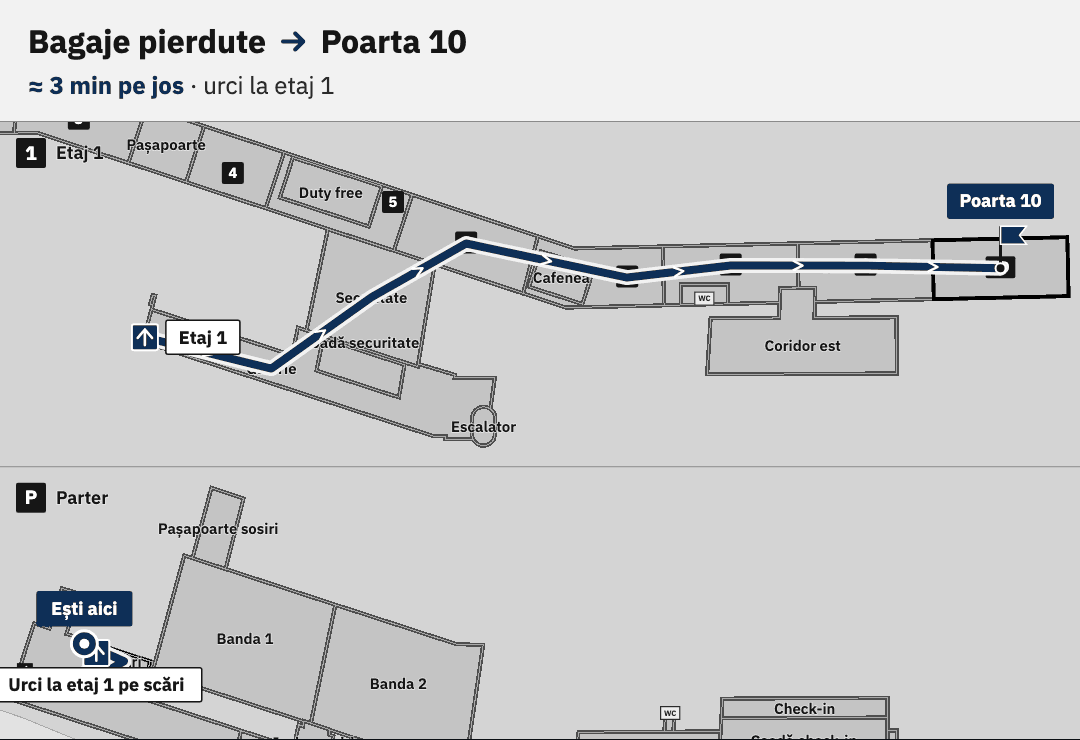 Bagaje pierdute → Poarta 10
≈ 3 min pe jos · urci la etaj 1
1 Etaj 1
Pașapoarte
4
Duty free
5
Poarta 10
Cafenea
WC
Coridor est
Etaj 1
Escalator
P Parter
Pașapoarte sosiri
Ești aici
Banda 1
Banda 2
Urci la etaj 1 pe scări
WC
Check-in